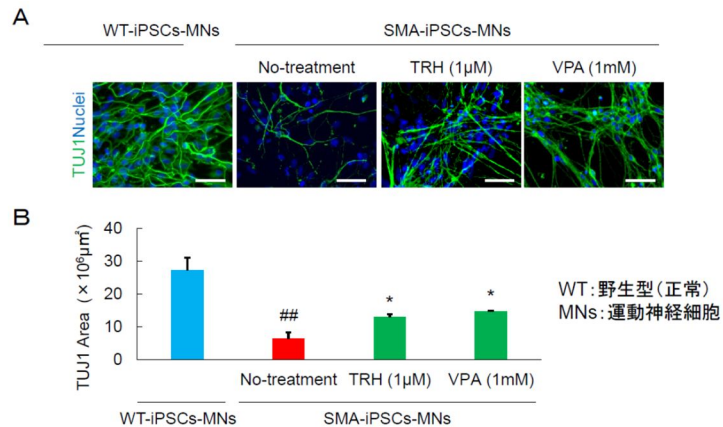 A
WT-iPSCs-MNs
SMA-iPSCs-MNs
No-treatment
TRH (1μM)
VPA (1mM)
TUJ1Nuclei
B
TUJ1 Area (×10⁶μm²)
40
30
20
10
0
##
*
*
No-treatment
TRH (1μM)
VPA (1mM)
WT-iPSCs-MNs
SMA-iPSCs-MNs
WT:野生型(正常)
MNs:運動神経細胞